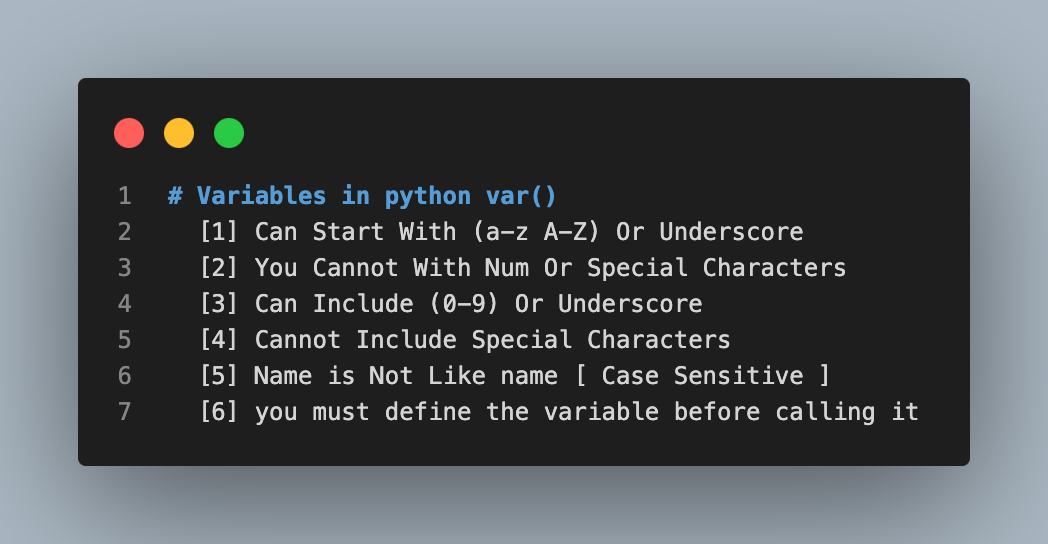 1 # Variables in python var()
2 [1] Can Start With (a-z A-Z) Or Underscore
3 [2] You Cannot With Num Or Special Characters
4 [3] Can Include (0-9) Or Underscore
5 [4] Cannot Include Special Characters
6 [5] Name is Not Like name [ Case Sensitive ]
7 [6] you must define the variable before calling it